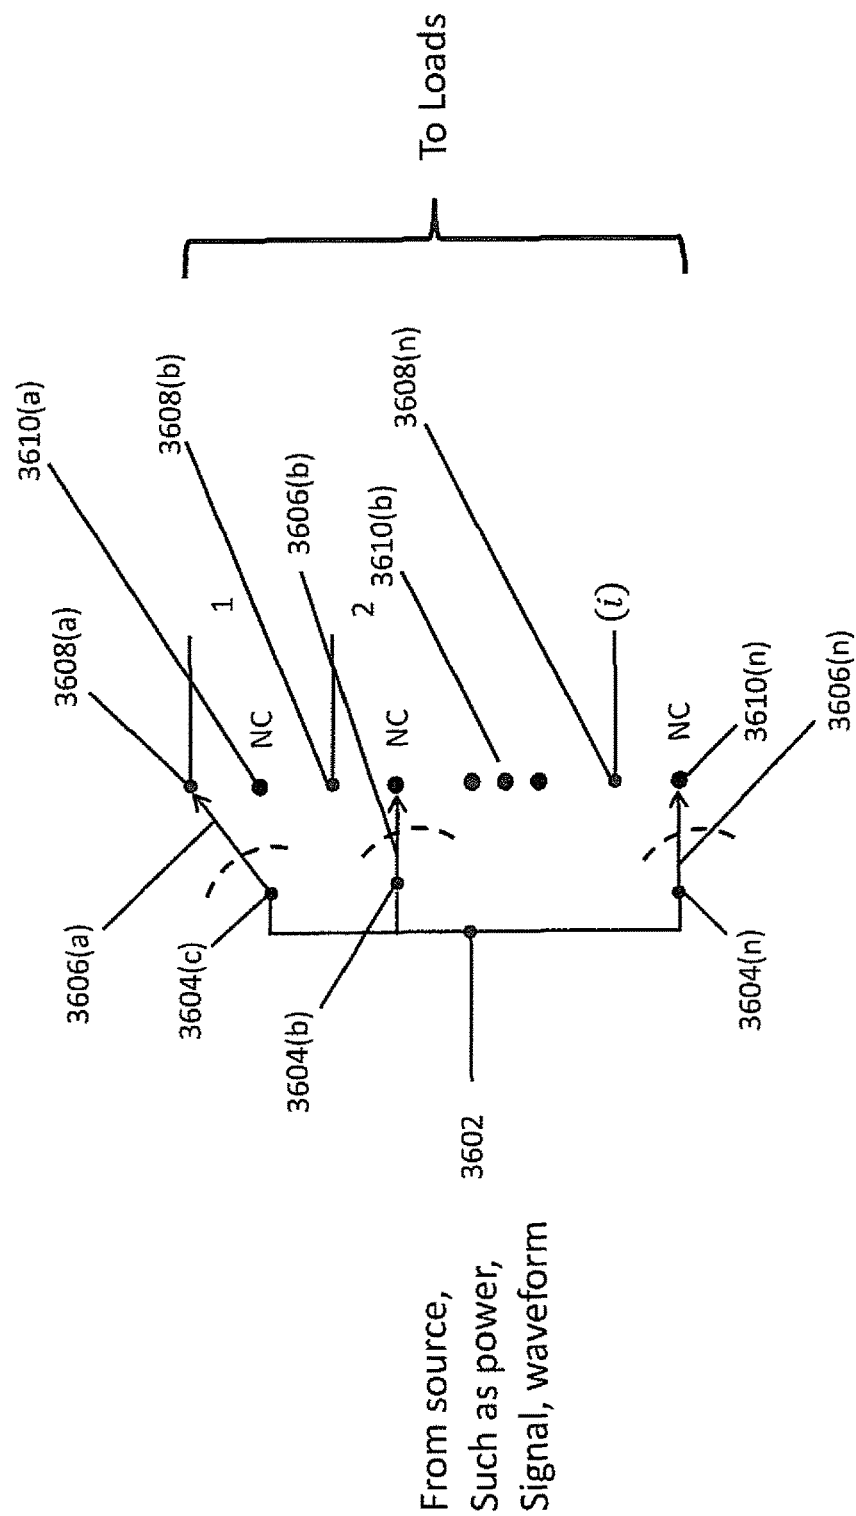 From source,
Such as power,
Signal, waveform
3602
3606(a)
3604(c)
3604(b)
3604(n)
3608(a)
3610(a)
3608(b)
3606(b)
3610(b)
3608(n)
1
NC
2
NC
(i)
NC
3610(n)
3606(n)
To Loads